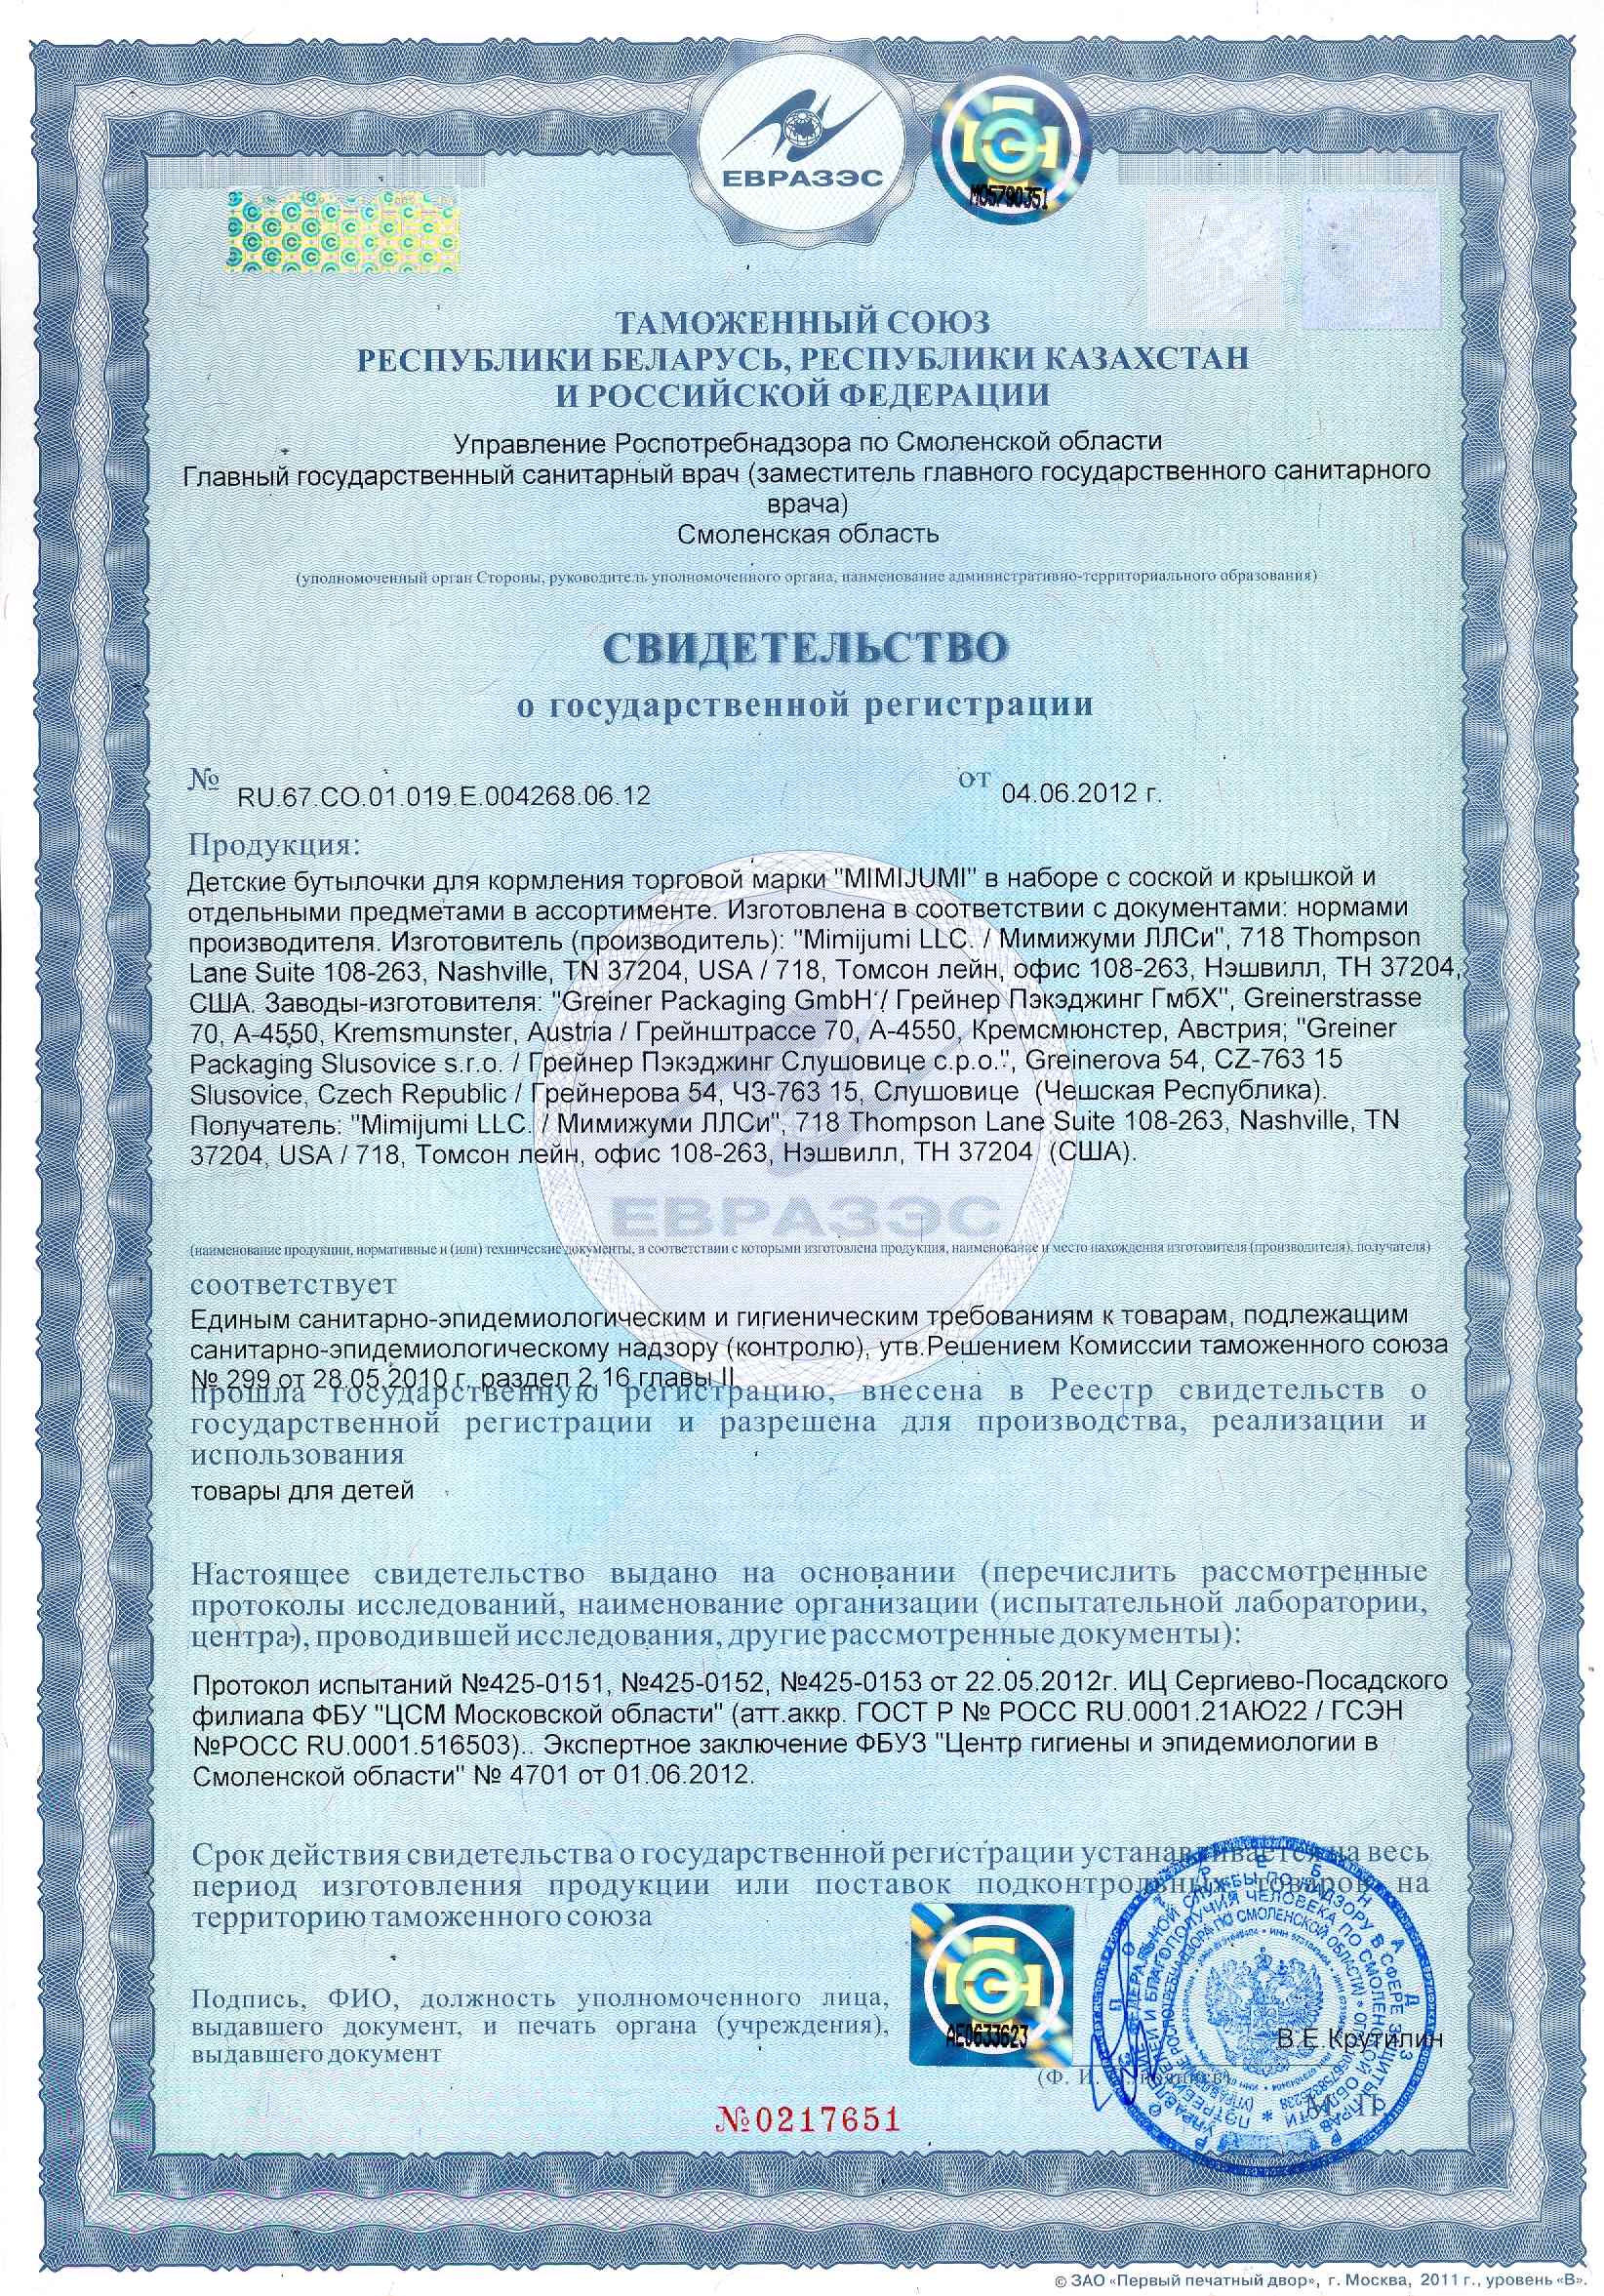 ЕВРАЗЭС
М05790351
ТАМОЖЕННЫЙ СОЮЗ
РЕСПУБЛИКИ БЕЛАРУСЬ, РЕСПУБЛИКИ КАЗАХСТАН
И РОССИЙСКОЙ ФЕДЕРАЦИИ
Управление Роспотребнадзора по Смоленской области
Главный государственный санитарный врач (заместитель главного государственного санитарного
врача)
Смоленская область
(уполномоченный орган Стороны, руководитель уполномоченного органа, наименование административно-территориального образования)
СВИДЕТЕЛЬСТВО
о государственной регистрации
№ RU.67.CO.01.019.E.004268.06.12 от 04.06.2012 г.
Продукция:
Детские бутылочки для кормления торговой марки "MIMIJUMI" в наборе с соской и крышкой и
отдельными предметами в ассортименте. Изготовлена в соответствии с документами: нормами
производителя. Изготовитель (производитель): "Mimijumi LLC. / Мимижуми ЛЛСи", 718 Thompson
Lane Suite 108-263, Nashville, TN 37204, USA / 718, Томсон лейн, офис 108-263, Нэшвилл, ТН 37204,
США. Заводы-изготовителя: "Greiner Packaging GmbH / Грейнер Пэкэджинг ГмбХ", Greinerstrasse
70, A-4550, Kremsmunster, Austria / Грейнштрассе 70, А-4550, Кремсмюнстер, Австрия; "Greiner
Packaging Slusovice s.r.o. / Грейнер Пэкэджинг Слушовице с.р.о.", Greinerova 54, CZ-763 15
Slusovice, Czech Republic / Грейнерова 54, ЧЗ-763 15, Слушовице (Чешская Республика).
Получатель: "Mimijumi LLC. / Мимижуми ЛЛСи", 718 Thompson Lane Suite 108-263, Nashville, TN
37204, USA / 718, Томсон лейн, офис 108-263, Нэшвилл, ТН 37204 (США).
ЕВРАЗЭС
(наименование продукции, нормативные и (или) технические документы, в соответствии с которыми изготовлена продукция, наименование и место нахождения изготовителя (производителя), получателя)
соответствует
Единым санитарно-эпидемиологическим и гигиеническим требованиям к товарам, подлежащим
санитарно-эпидемиологическому надзору (контролю), утв.Решением Комиссии таможенного союза
№ 299 от 28.05.2010 г. раздел 2.16 главы II
прошла государственную регистрацию, внесена в Реестр свидетельств о
государственной регистрации и разрешена для производства, реализации и
использования
товары для детей
Настоящее свидетельство выдано на основании (перечислить рассмотренные
протоколы исследований, наименование организации (испытательной лаборатории,
центра), проводившей исследования, другие рассмотренные документы):
Протокол испытаний №425-0151, №425-0152, №425-0153 от 22.05.2012г. ИЦ Сергиево-Посадского
филиала ФБУ "ЦСМ Московской области" (атт.аккр. ГОСТ Р № РОСС RU.0001.21АЮ22 / ГСЭН
№РОСС RU.0001.516503).. Экспертное заключение ФБУЗ "Центр гигиены и эпидемиологии в
Смоленской области" № 4701 от 01.06.2012.
Срок действия свидетельства о государственной регистрации устанавливается на весь
период изготовления продукции или поставок подконтрольных товаров на
территорию таможенного союза
Подпись, ФИО, должность уполномоченного лица,
выдавшего документ, и печать органа (учреждения),
выдавшего документ
АЕ0633623
В.Е.Крутилин
№0217651
© ЗАО «Первый печатный двор», г. Москва, 2011 г., уровень «В».